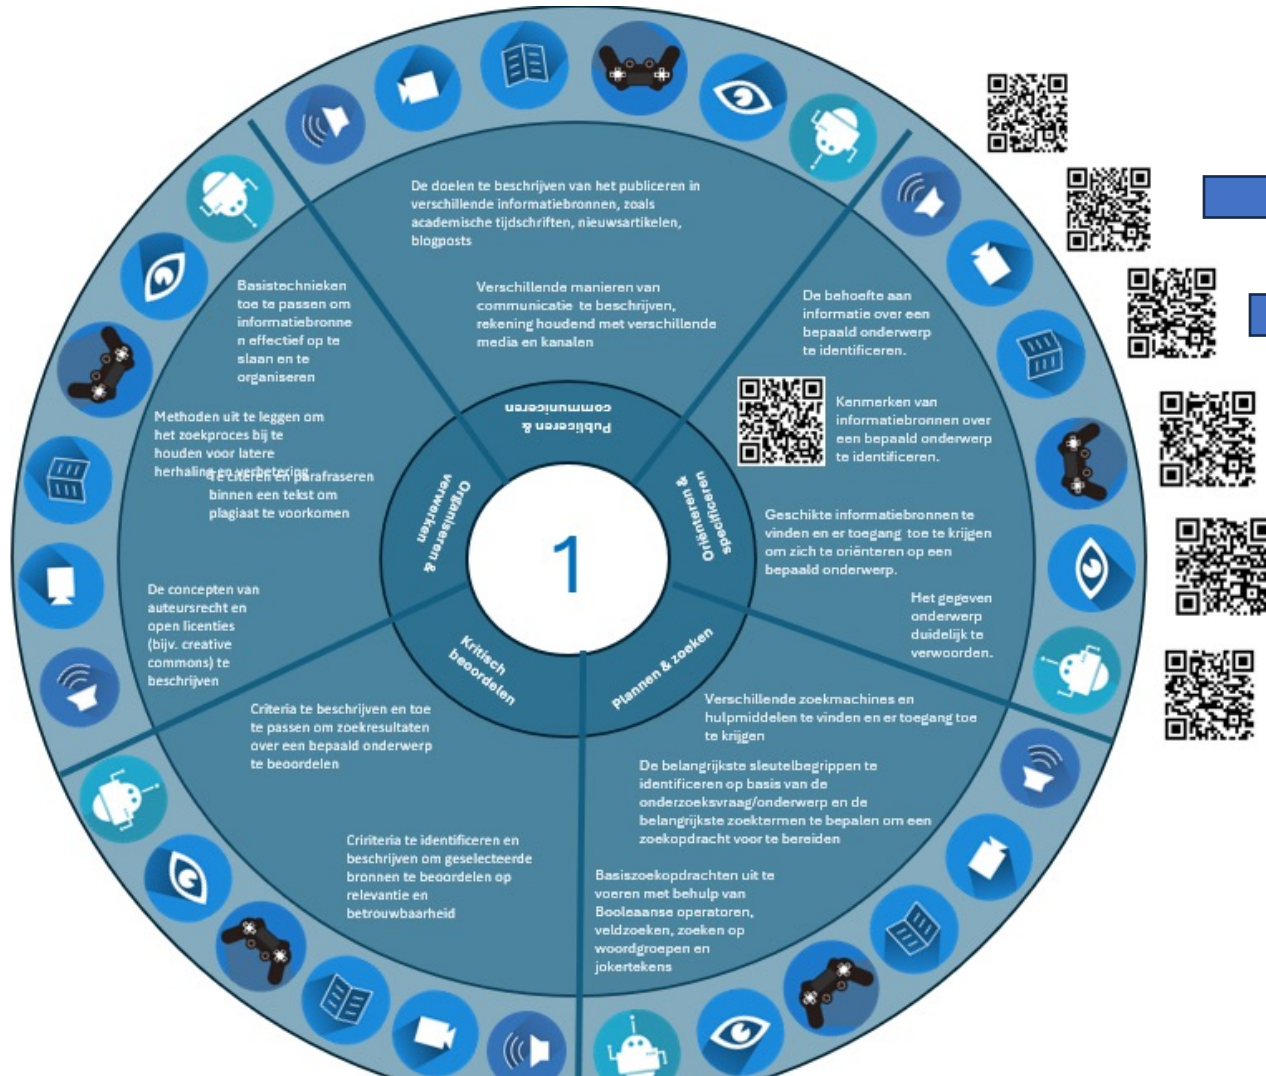 De doelen te beschrijven van het publiceren in
verschillende informatiebronnen, zoals
academische tijdschriften, nieuwsartikelen,
blogposts
Verschillende manieren van
communicatie te beschrijven,
rekening houdend met verschillende
media en kanalen
Publiceren &
communiceren
De behoefte aan
informatie over een
bepaald onderwerp
te identificeren.
Kenmerken van
informatiebronnen over
een bepaald onderwerp
te identificeren.
Geschikte informatiebronnen te
vinden en er toegang toe te krijgen
om zich te oriënteren op een
bepaald onderwerp.
Het gegeven
onderwerp
duidelijk te
verwoorden.
Oriënteren &
specificeren
Verschillende zoekmachines en
hulpmiddelen te vinden en er toegang toe
te krijgen
De belangrijkste sleutelbegrippen te
identificeren op basis van de
onderzoeksvraag/onderwerp en de
belangrijkste zoektermen te bepalen om een
zoekopdracht voor te bereiden
Basiszoekopdrachten uit te
voeren met behulp van
Booleaanse operatoren,
veldzoeken, zoeken op
woordgroepen en
jokertekens
Plannen & zoeken
Criteria te beschrijven en toe
te passen om zoekresultaten
over een bepaald onderwerp
te beoordelen
Cririteria te identificeren en
beschrijven om geselecteerde
bronnen te beoordelen op
relevantie en
betrouwbaarheid
Kritisch
beoordelen
Basistechnieken
toe te passen om
informatiebronne
n effectief op te
slaan en te
organiseren
Methoden uit te leggen om
het zoekproces bij te
houden voor latere
herhaling en verbetering
Te citeren en parafraseren
binnen een tekst om
plagiaat te voorkomen
De concepten van
auteursrecht en
open licenties
(bijv. creative
commons) te
beschrijven
Organiseren &
verwerken
1